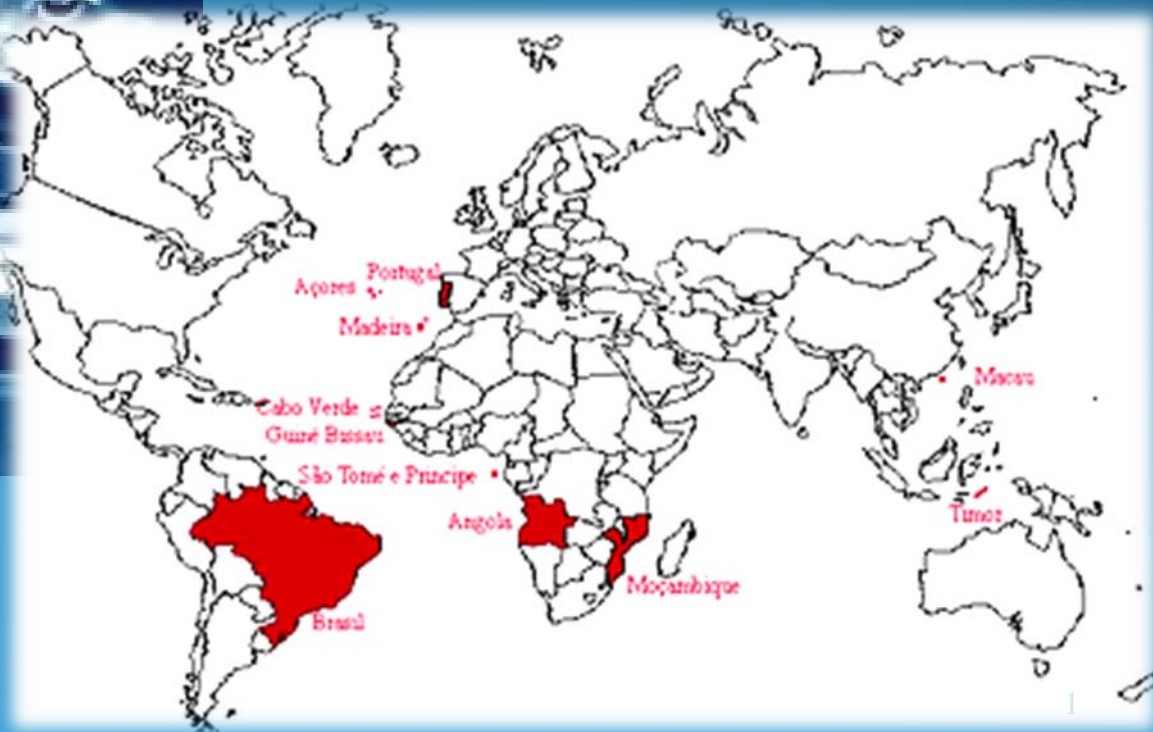 Portugal
Açores
Madeira
Macau
Cabo Verde
Guiné Bissau
São Tomé e Principe
Timor
Angola
Moçambique
Brasil
1